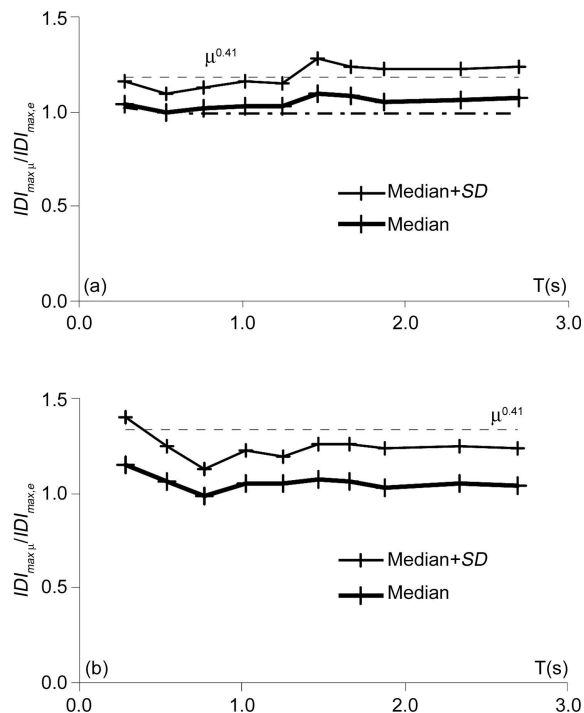 1.5
μ^0.41
1.0
IDI_max μ/IDI_max,e
Median+SD
0.5
Median
(a)
T(s)
0.0
0.0 1.0 2.0 3.0
1.5
μ^0.41
1.0
IDI_max μ/IDI_max,e
Median+SD
0.5
Median
(b)
T(s)
0.0
0.0 1.0 2.0 3.0